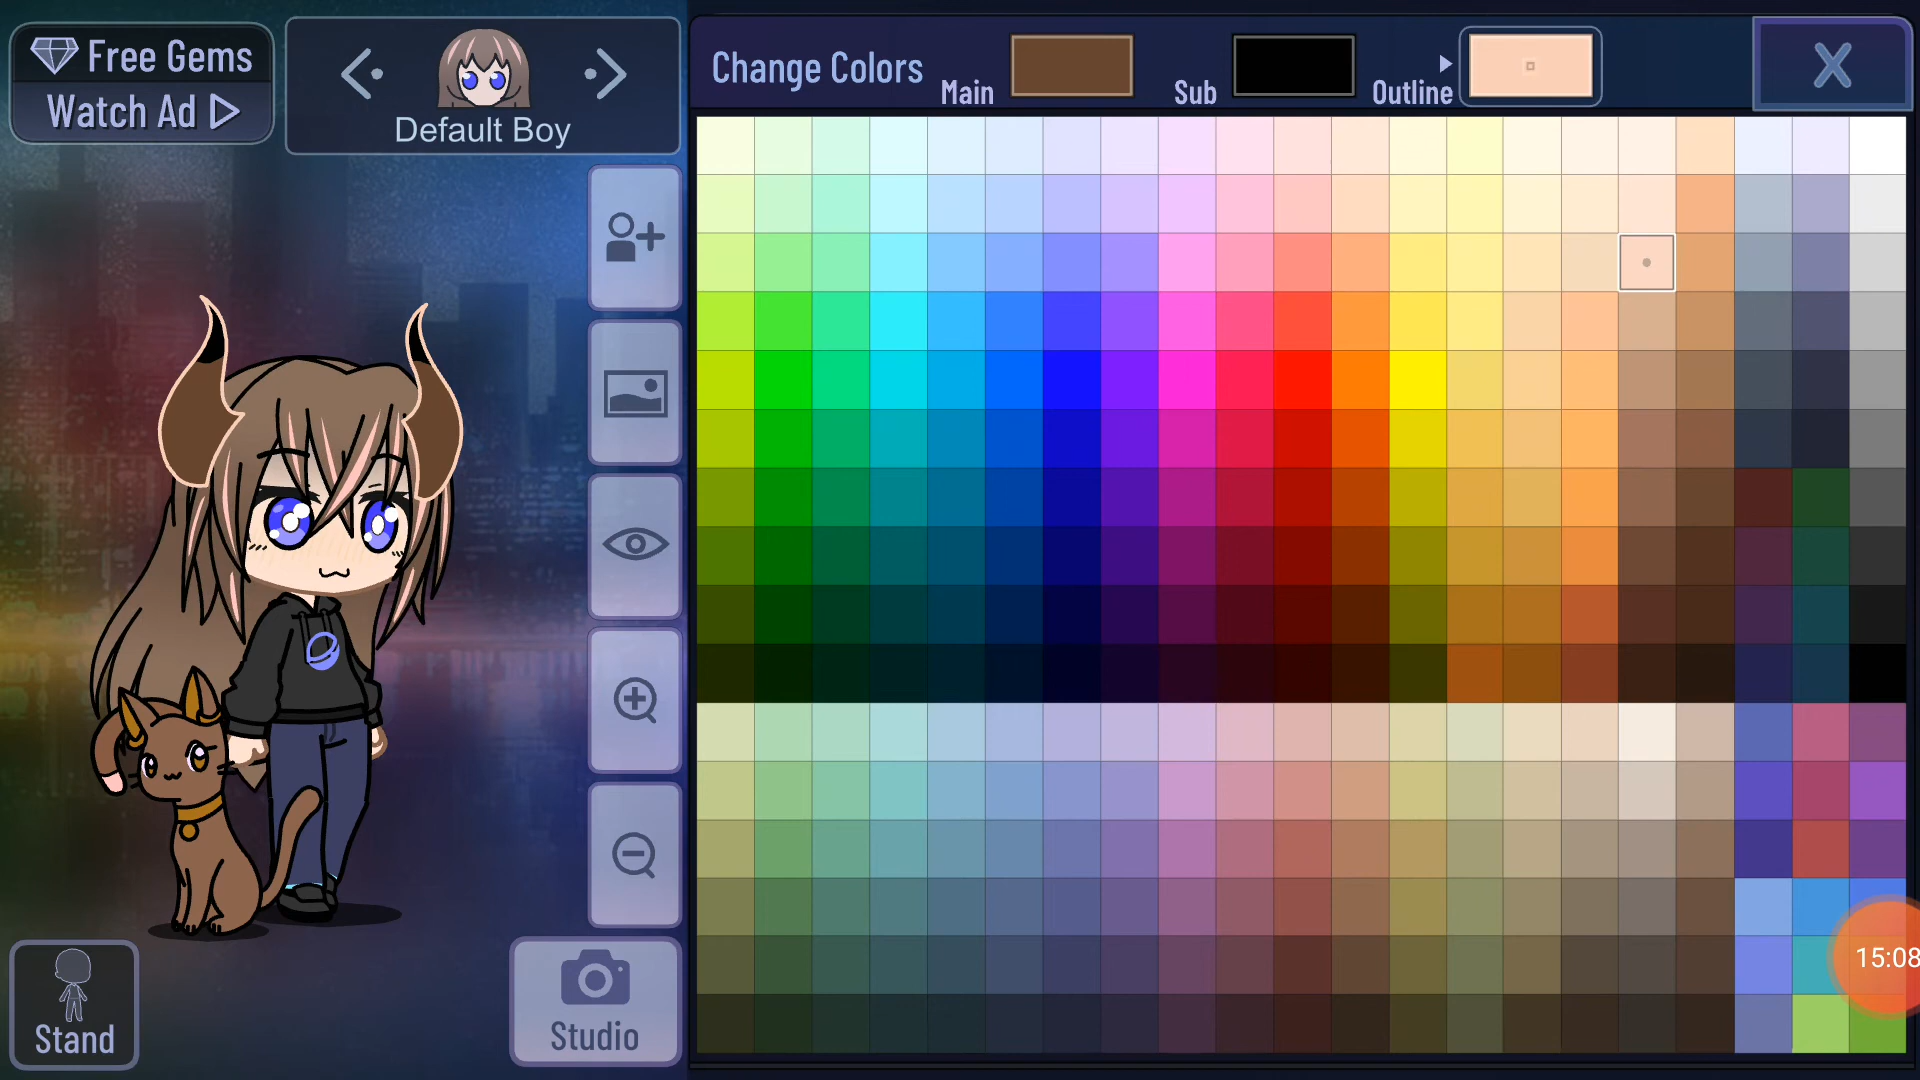 Free Gems
Watch Ad
Default Boy
Change Colors
Main
Sub
Outline
X
Stand
Studio
15:08